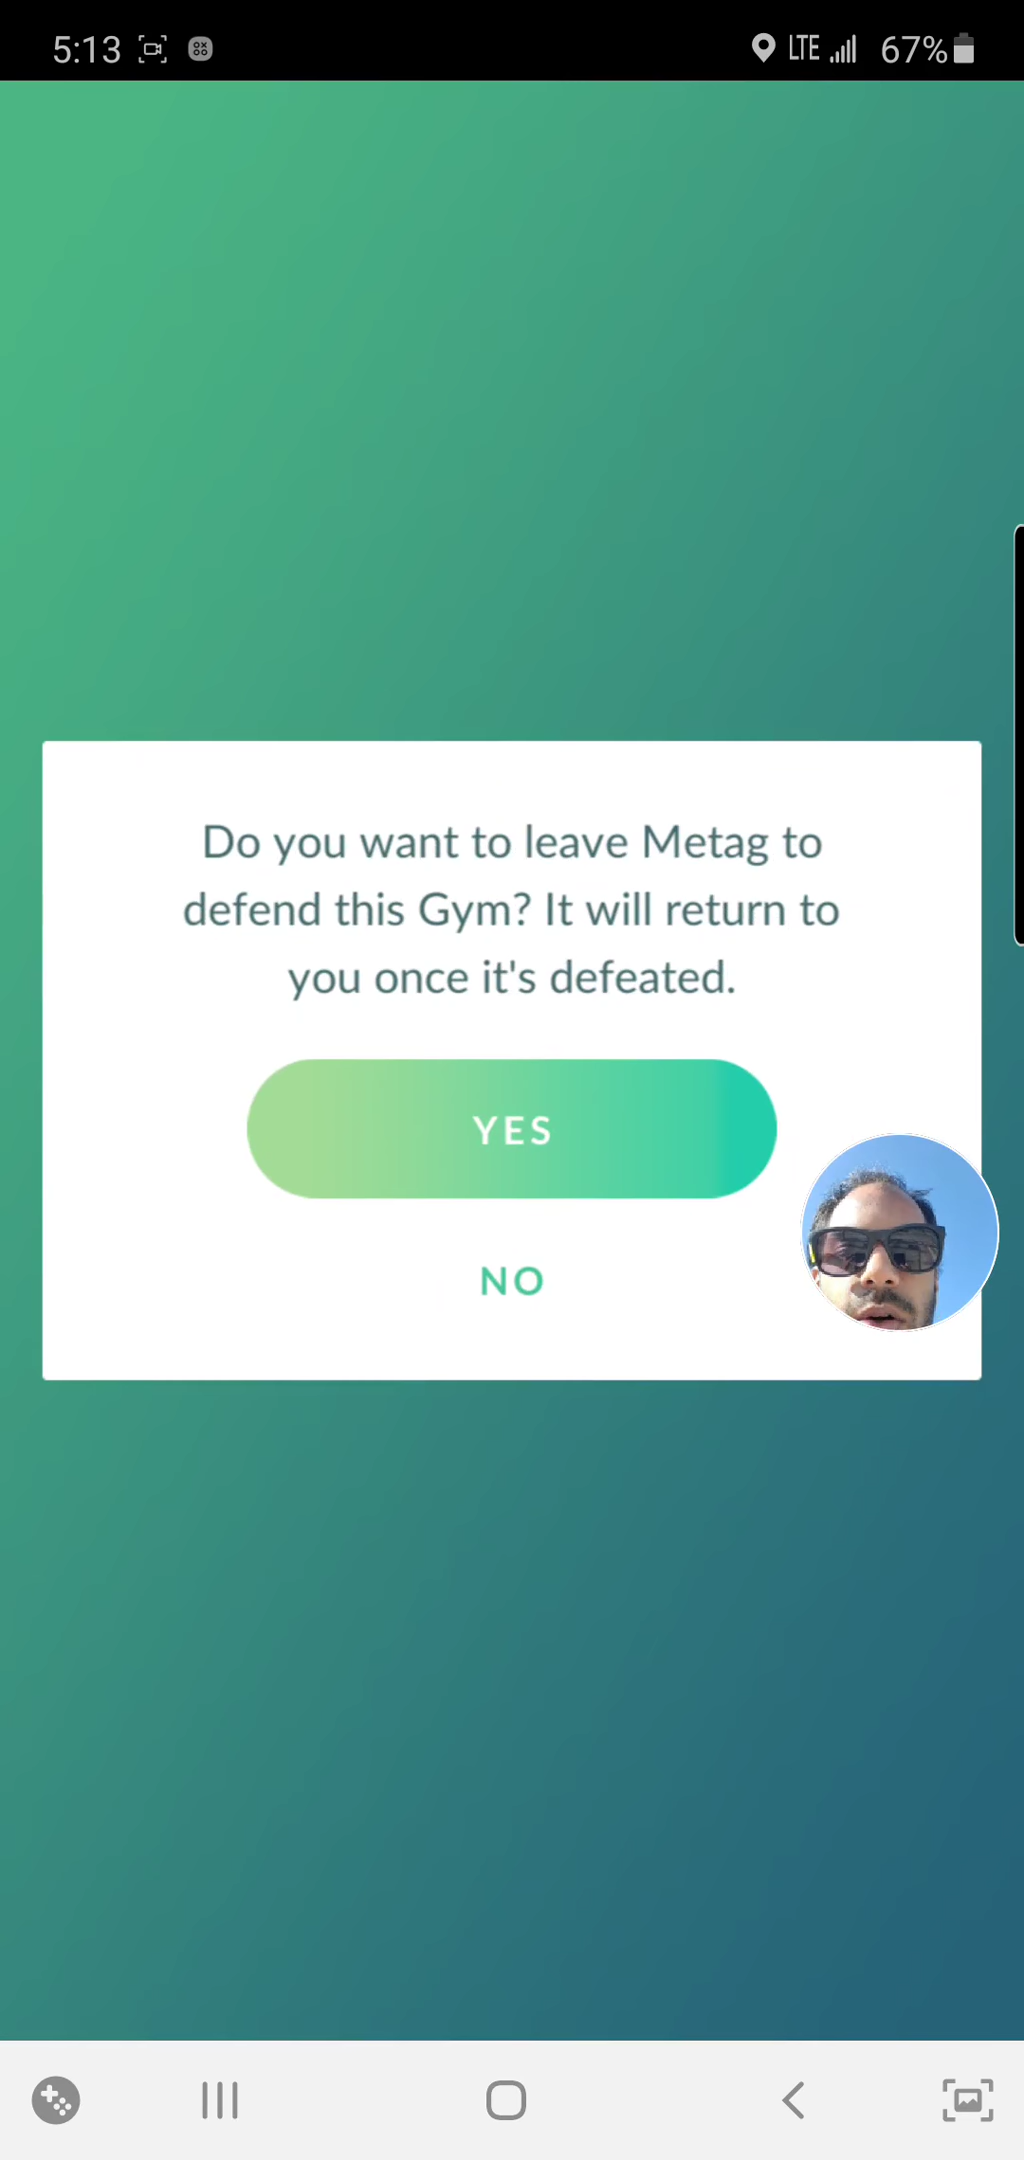 5:13 LTE 67%
Do you want to leave Metag to
defend this Gym? It will return to
you once it's defeated.
YES
NO